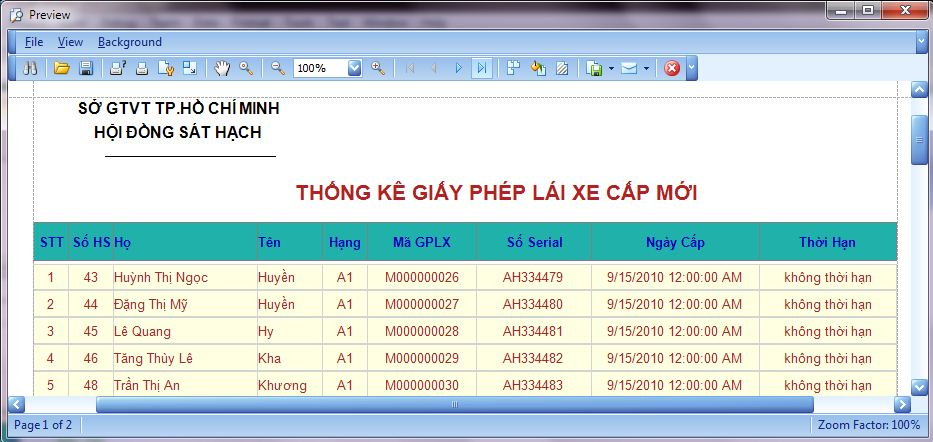 Preview
File View Background
100%
SỞ GTVT TP.HỒ CHÍ MINH
HỘI ĐỒNG SÁT HẠCH
THỐNG KÊ GIẤY PHÉP LÁI XE CẤP MỚI
STT Số HS Họ Tên Hạng Mã GPLX Số Serial Ngày Cấp Thời Hạn
1 43 Huỳnh Thị Ngọc Huyền A1 M000000026 AH334479 9/15/2010 12:00:00 AM không thời hạn
2 44 Đặng Thị Mỹ Huyền A1 M000000027 AH334480 9/15/2010 12:00:00 AM không thời hạn
3 45 Lê Quang Hy A1 M000000028 AH334481 9/15/2010 12:00:00 AM không thời hạn
4 46 Tăng Thùy Lê Kha A1 M000000029 AH334482 9/15/2010 12:00:00 AM không thời hạn
5 48 Trần Thị An Khương A1 M000000030 AH334483 9/15/2010 12:00:00 AM không thời hạn
Page 1 of 2 Zoom Factor: 100%